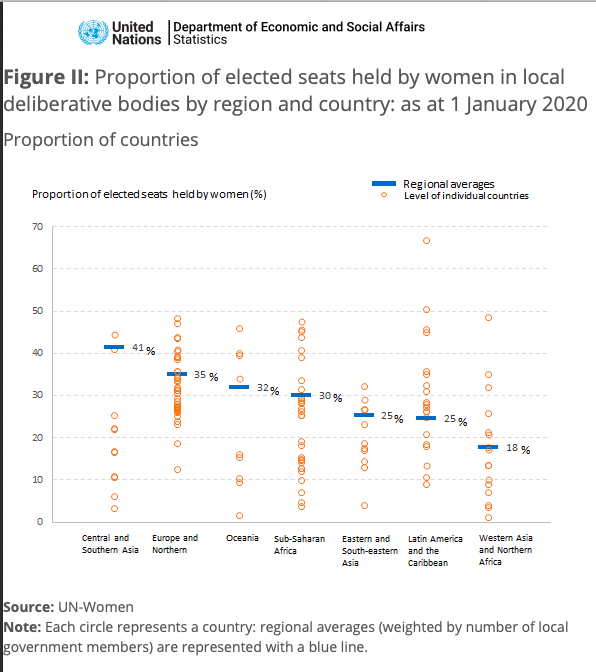 United Nations
Department of Economic and Social Affairs
Statistics
Figure II: Proportion of elected seats held by women in local
deliberative bodies by region and country: as at 1 January 2020
Proportion of countries
Proportion of elected seats held by women (%)
Regional averages
Level of individual countries
70
60
50
40
30
20
10
0
41 %
35 %
32 %
30 %
25 %
25 %
18 %
Central and
Southern Asia
Europe and
Northern
Oceania
Sub-Saharan
Africa
Eastern and
South-eastern
Asia
Latin America
and the
Caribbean
Western Asia
and Northern
Africa
Source: UN-Women
Note: Each circle represents a country: regional averages (weighted by number of local
government members) are represented with a blue line.